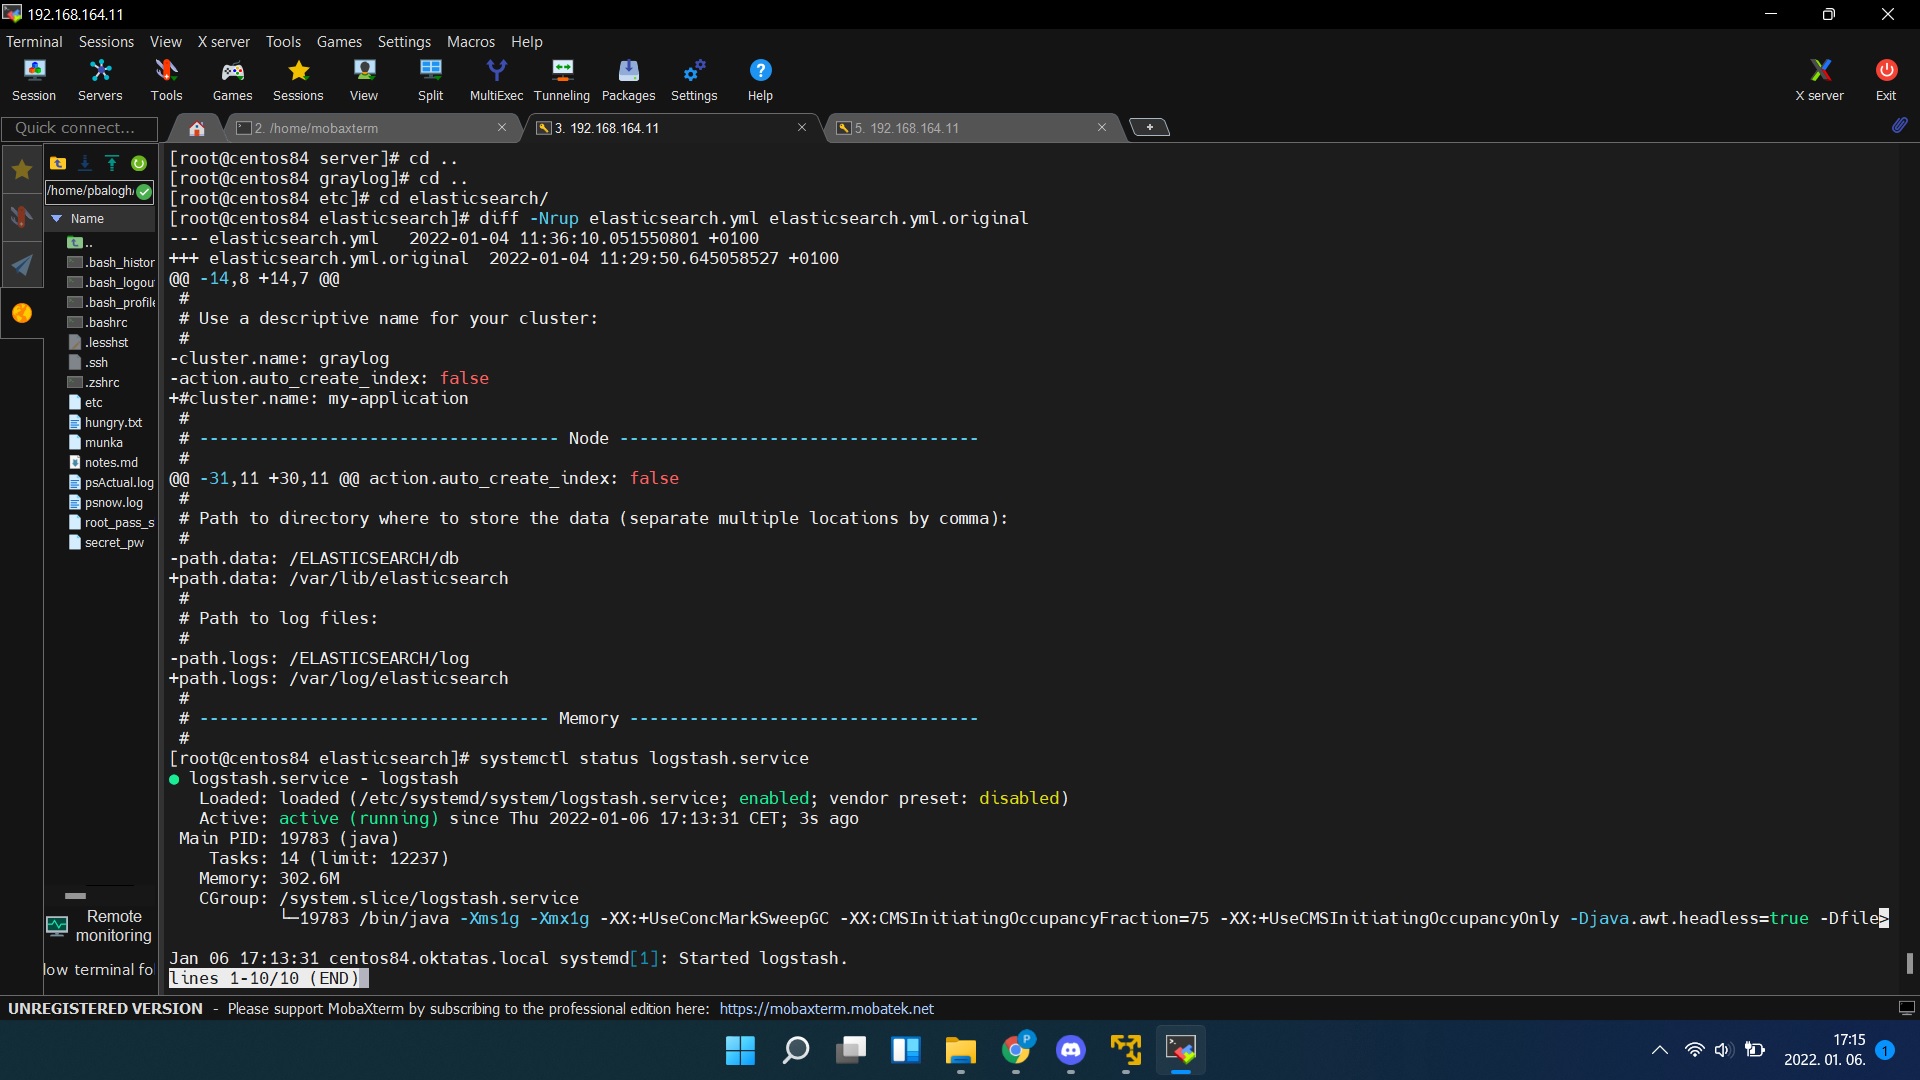 192.168.164.11
Terminal Sessions View X server Tools Games Settings Macros Help
Session Servers Tools Games Sessions View Split MultiExec Tunneling Packages Settings Help X server Exit
Quick connect... 2. /home/mobaxterm 3. 192.168.164.11 5. 192.168.164.11
/home/pbalogh/
Name
..
.bash_histor
.bash_logou
.bash_profile
.bashrc
.lesshst
.ssh
.zshrc
etc
hungry.txt
munka
notes.md
psActual.log
psnow.log
root_pass_s
secret_pw
Remote
monitoring
low terminal fo
[root@centos84 server]# cd ..
[root@centos84 graylog]# cd ..
[root@centos84 etc]# cd elasticsearch/
[root@centos84 elasticsearch]# diff -Nrup elasticsearch.yml elasticsearch.yml.original
--- elasticsearch.yml   2022-01-04 11:36:10.051550801 +0100
+++ elasticsearch.yml.original  2022-01-04 11:29:50.645058527 +0100
@@ -14,8 +14,7 @@
 #
 # Use a descriptive name for your cluster:
 #
-cluster.name: graylog
-action.auto_create_index: false
+#cluster.name: my-application
 #
 # ------------------------------------ Node ------------------------------------
 #
@@ -31,11 +30,11 @@ action.auto_create_index: false
 #
 # Path to directory where to store the data (separate multiple locations by comma):
 #
-path.data: /ELASTICSEARCH/db
+path.data: /var/lib/elasticsearch
 #
 # Path to log files:
 #
-path.logs: /ELASTICSEARCH/log
+path.logs: /var/log/elasticsearch
 #
 # ----------------------------------- Memory -----------------------------------
 #
[root@centos84 elasticsearch]# systemctl status logstash.service
● logstash.service - logstash
   Loaded: loaded (/etc/systemd/system/logstash.service; enabled; vendor preset: disabled)
   Active: active (running) since Thu 2022-01-06 17:13:31 CET; 3s ago
 Main PID: 19783 (java)
    Tasks: 14 (limit: 12237)
   Memory: 302.6M
   CGroup: /system.slice/logstash.service
           └─19783 /bin/java -Xms1g -Xmx1g -XX:+UseConcMarkSweepGC -XX:CMSInitiatingOccupancyFraction=75 -XX:+UseCMSInitiatingOccupancyOnly -Djava.awt.headless=true -Dfile>
Jan 06 17:13:31 centos84.oktatas.local systemd[1]: Started logstash.
lines 1-10/10 (END)
UNREGISTERED VERSION - Please support MobaXterm by subscribing to the professional edition here: https://mobaxterm.mobatek.net
P
17:15
2022. 01. 06. 1